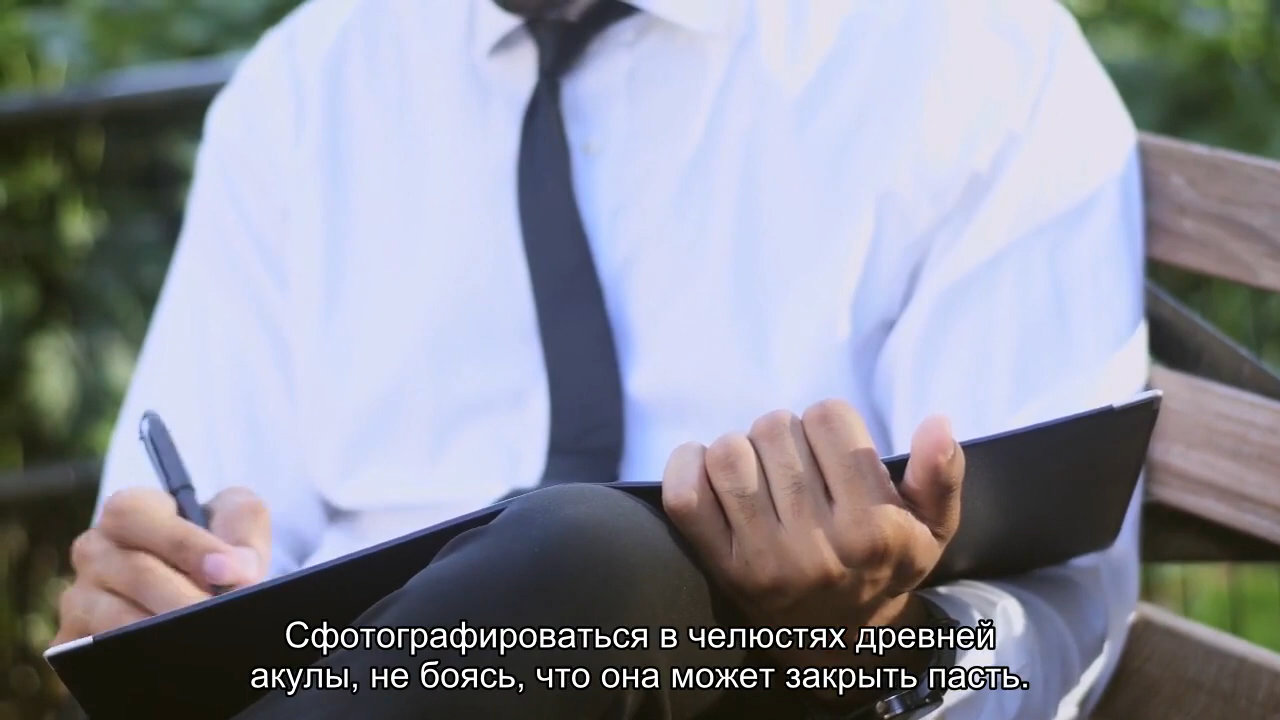 Сфотографироваться в челюстях древней
акулы, не боясь, что она может закрыть пасть.